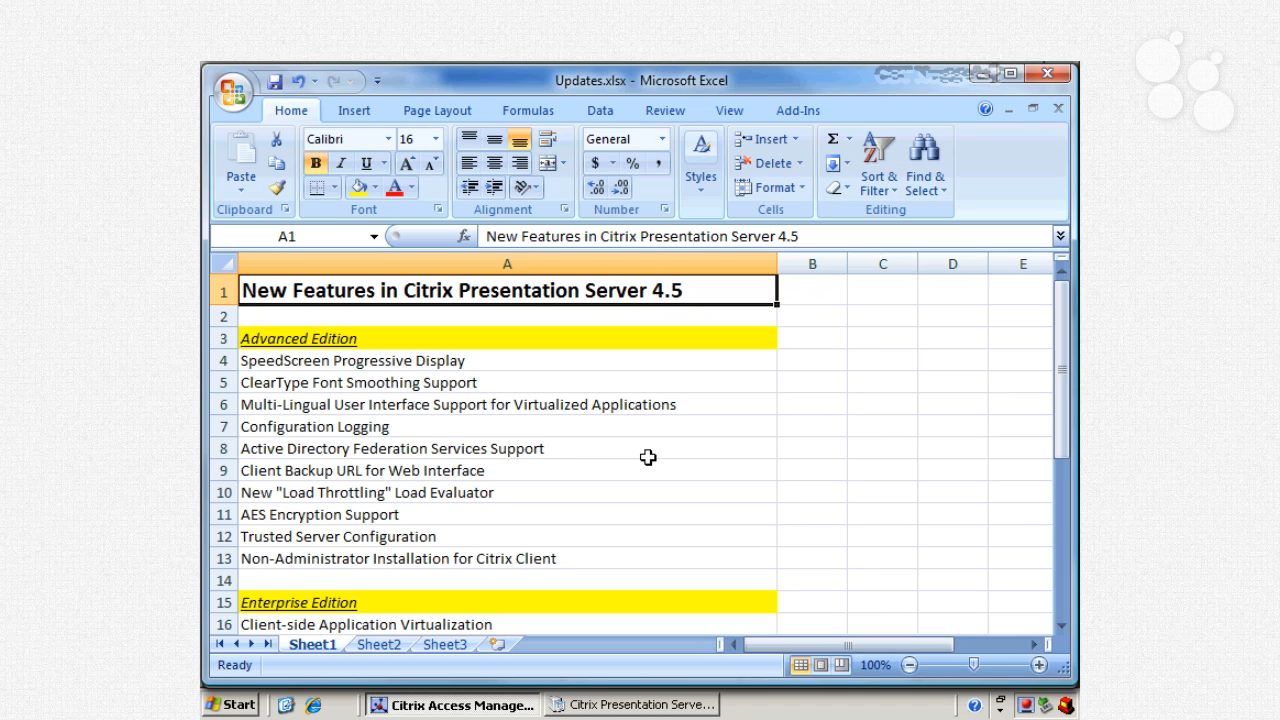 Updates.xlsx - Microsoft Excel
Home Insert Page Layout Formulas Data Review View Add-Ins
Calibri 16 General Insert Σ
B I U A A $ % , Delete
Paste A Styles Format Sort & Filter Find & Select
Clipboard Font Alignment Number Cells Editing
A1 fx New Features in Citrix Presentation Server 4.5
A B C D E
1 New Features in Citrix Presentation Server 4.5
2
3 Advanced Edition
4 SpeedScreen Progressive Display
5 ClearType Font Smoothing Support
6 Multi-Lingual User Interface Support for Virtualized Applications
7 Configuration Logging
8 Active Directory Federation Services Support
9 Client Backup URL for Web Interface
10 New "Load Throttling" Load Evaluator
11 AES Encryption Support
12 Trusted Server Configuration
13 Non-Administrator Installation for Citrix Client
14
15 Enterprise Edition
16 Client-side Application Virtualization
Sheet1 Sheet2 Sheet3
Ready 100%
Start Citrix Access Manage... Citrix Presentation Serve...